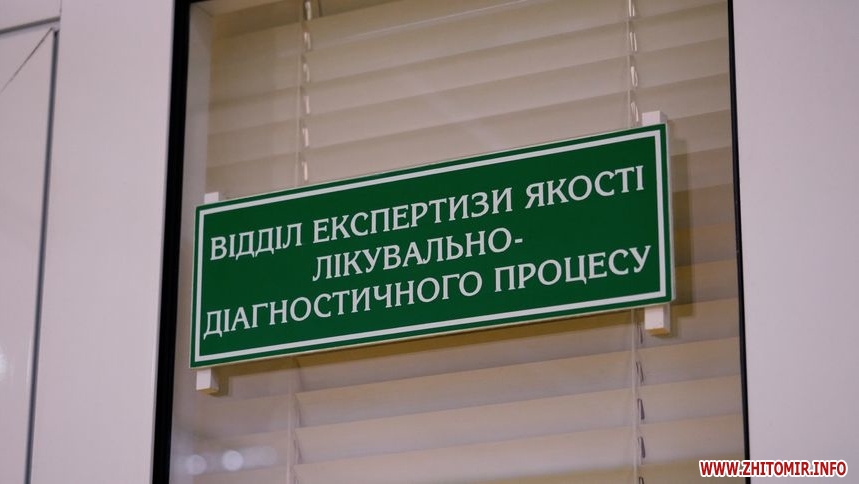 ВІДДІЛ ЕКСПЕРТИЗИ ЯКОСТІ
ЛІКУВАЛЬНО-
ДІАГНОСТИЧНОГО ПРОЦЕСУ
WWW.ZHITOMIR.INFO